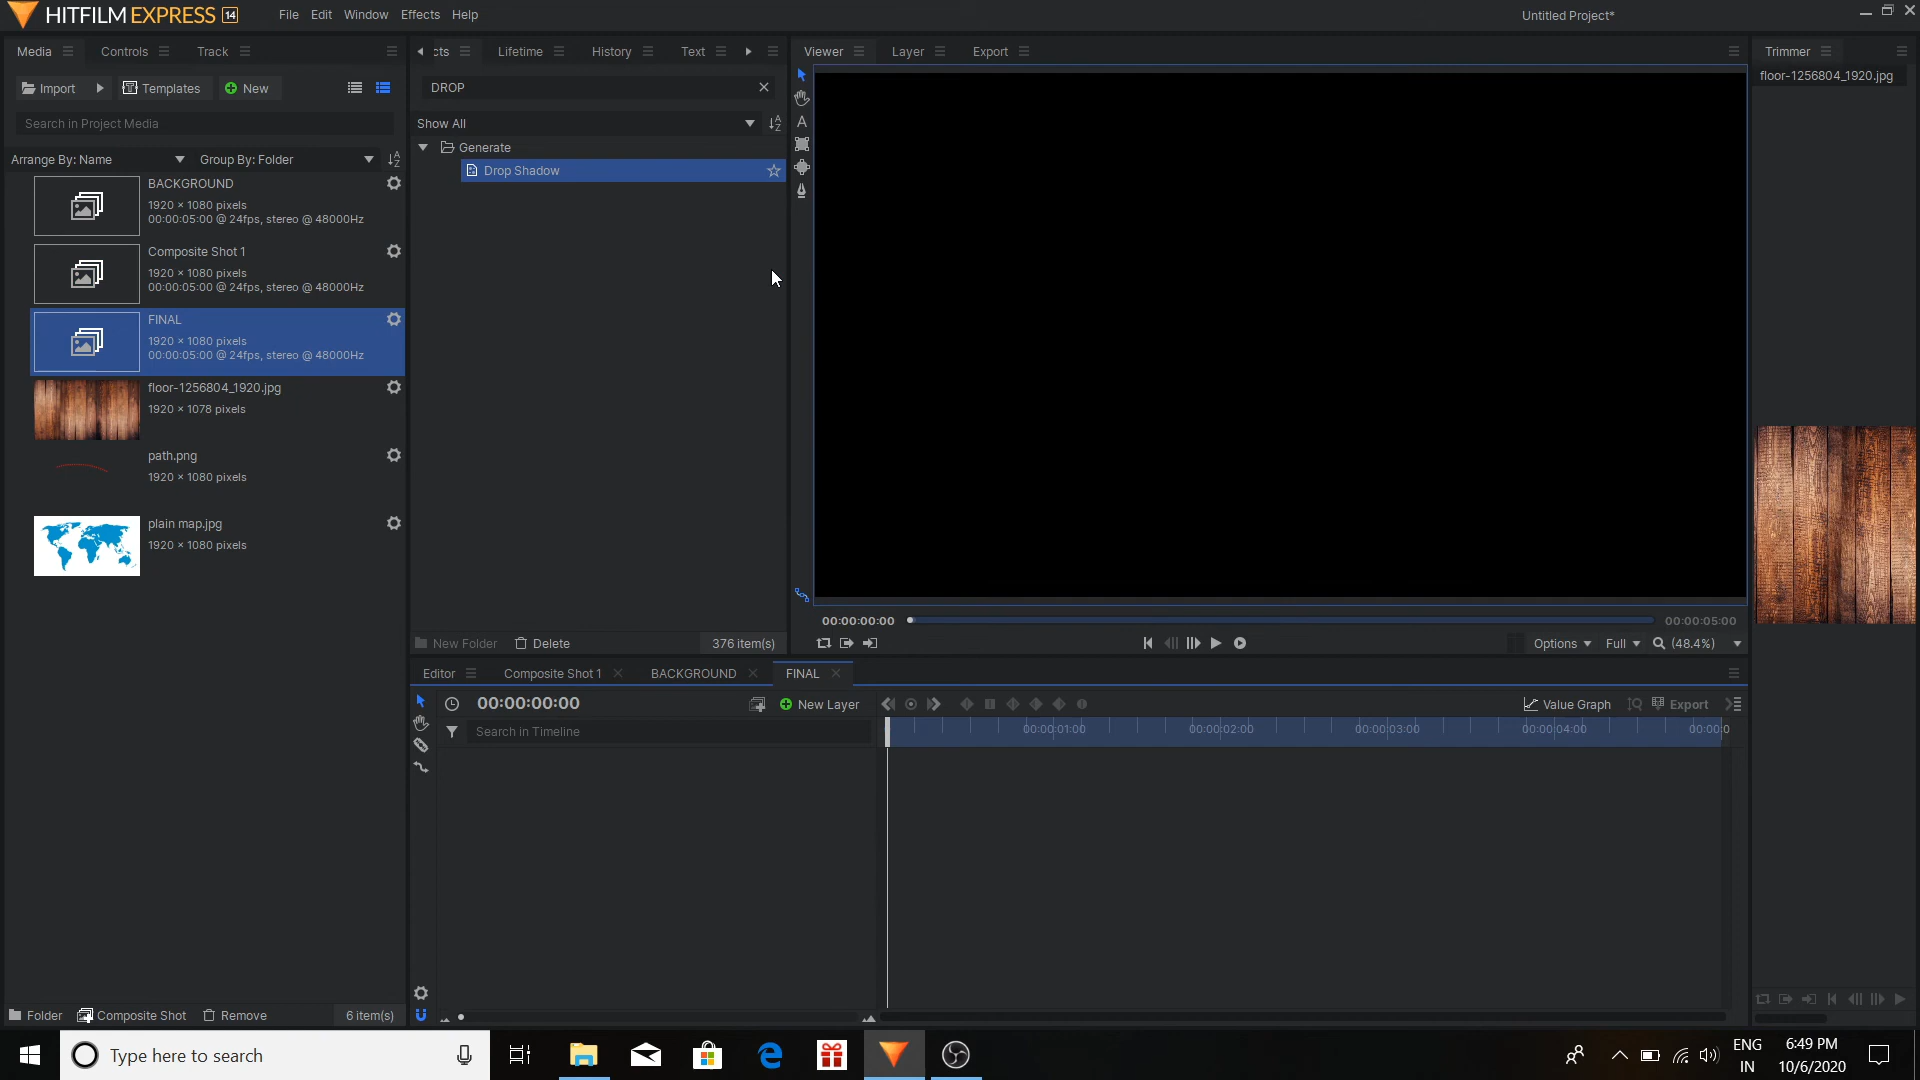 HITFILM EXPRESS 14
File Edit Window Effects Help
Untitled Project*
Media Controls Track
cts Lifetime History Text
Viewer Layer Export
Trimmer
Import Templates New
DROP
floor-1256804_1920.jpg
Search in Project Media
Show All
Arrange By: Name Group By: Folder
Generate
Drop Shadow
BACKGROUND
1920 × 1080 pixels
00:00:05:00 @ 24fps, stereo @ 48000Hz
Composite Shot 1
1920 × 1080 pixels
00:00:05:00 @ 24fps, stereo @ 48000Hz
FINAL
1920 × 1080 pixels
00:00:05:00 @ 24fps, stereo @ 48000Hz
floor-1256804_1920.jpg
1920 × 1078 pixels
path.png
1920 × 1080 pixels
plain map.jpg
1920 × 1080 pixels
00:00:00:00
00:00:05:00
New Folder Delete 376 item(s)
Options Full (48.4%)
Editor Composite Shot 1 BACKGROUND FINAL
00:00:00:00 New Layer
Value Graph Export
Search in Timeline
00:00:01:00 00:00:02:00 00:00:03:00 00:00:04:00 00:00:0
Folder Composite Shot Remove 6 item(s)
Type here to search
ENG
IN
6:49 PM
10/6/2020